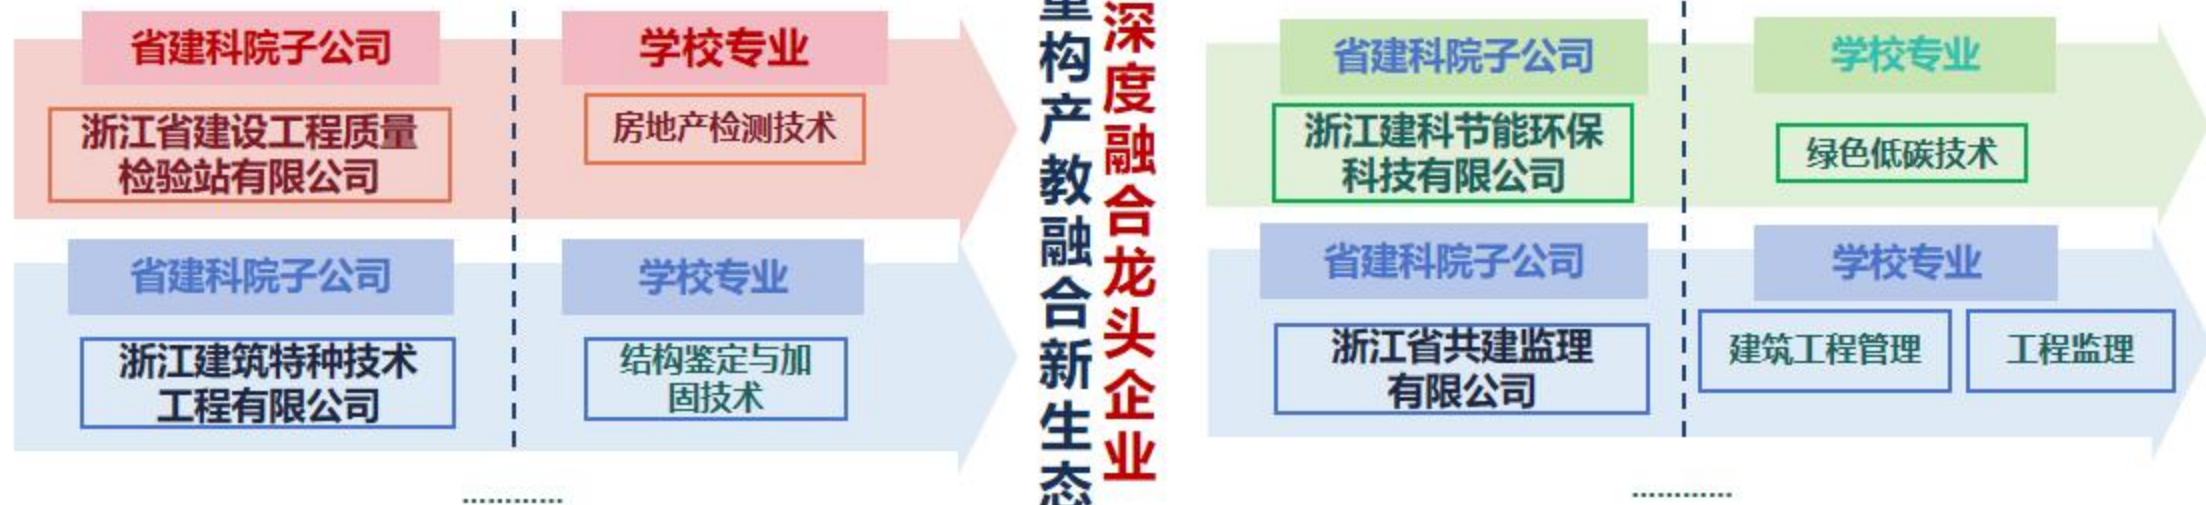 省建科院子公司
学校专业
浙江省建设工程质量
检验站有限公司
房地产检测技术
省建科院子公司
学校专业
浙江建筑特种技术
工程有限公司
结构鉴定与加
固技术
…………
重构产教融合新生态
深度融合龙头企业
省建科院子公司
学校专业
浙江建科节能环保
科技有限公司
绿色低碳技术
省建科院子公司
学校专业
浙江省共建监理
有限公司
建筑工程管理
工程监理
…………